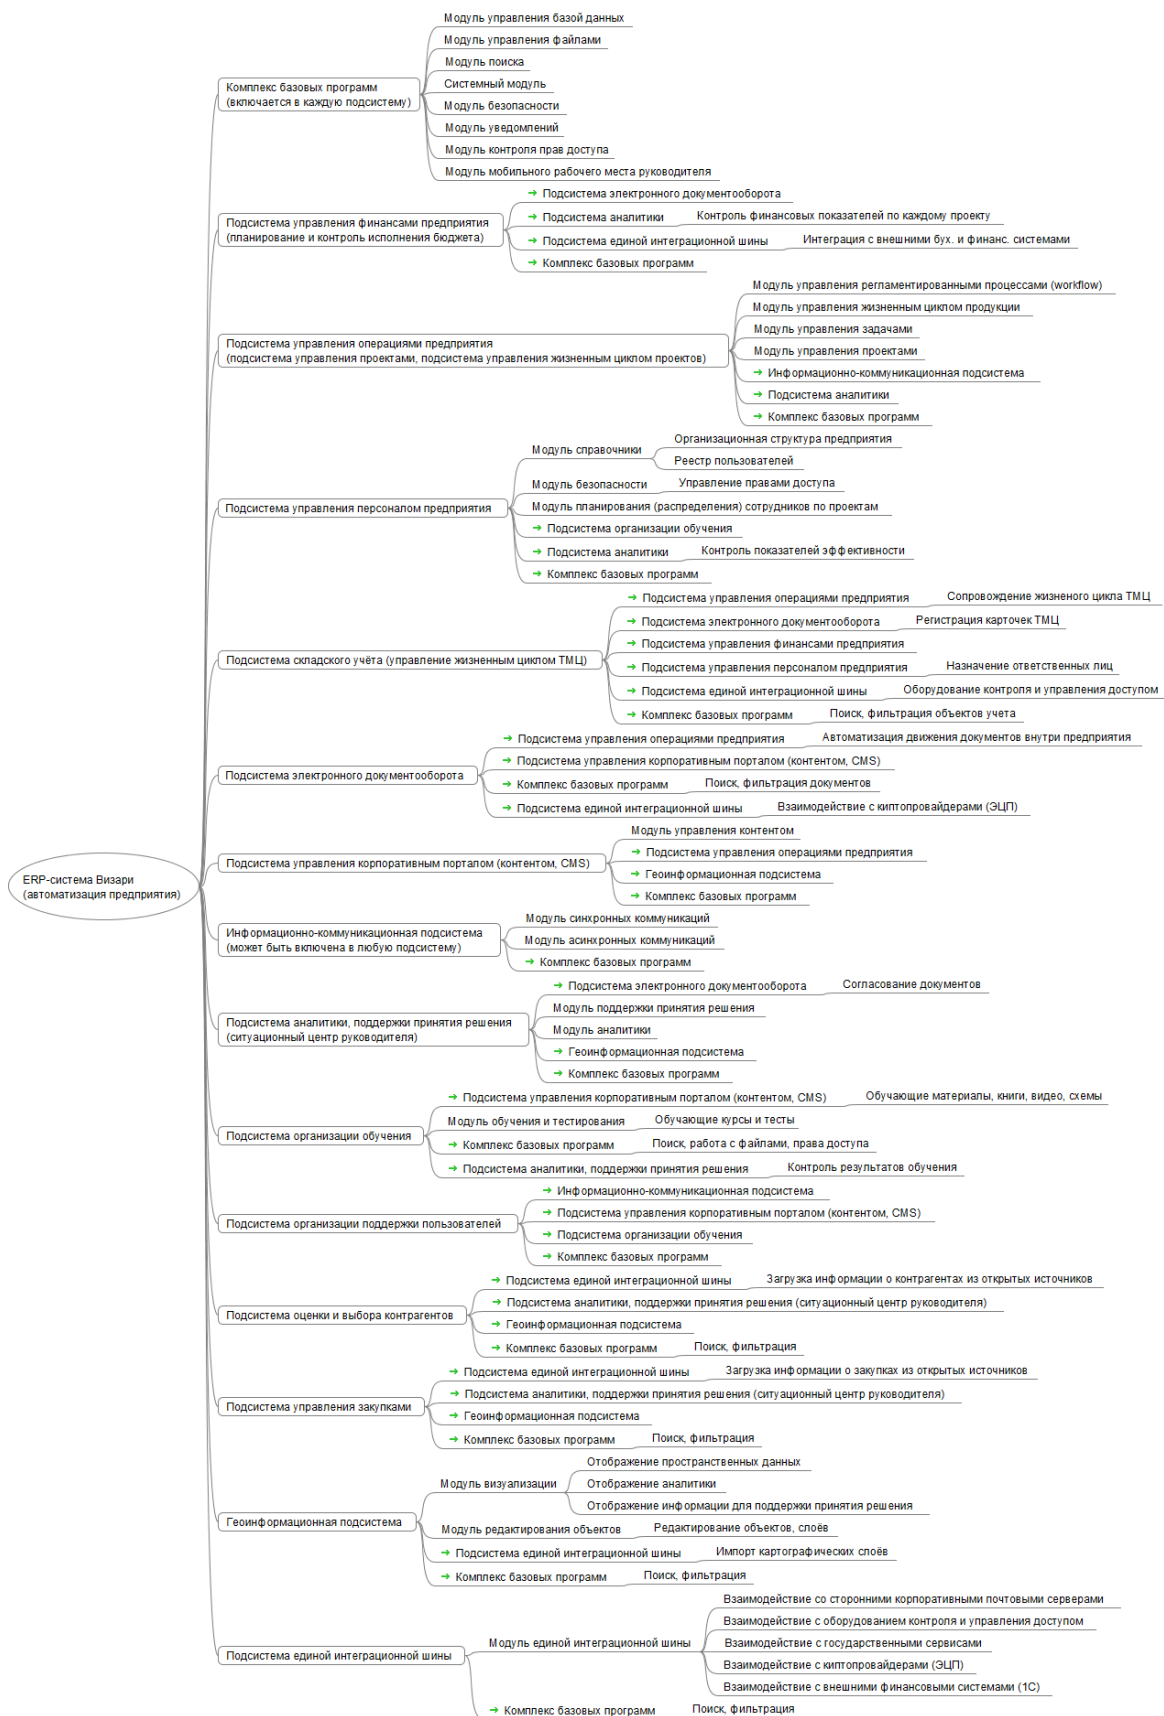 Модуль управления базой данных
Модуль управления файлами
Модуль поиска
Системный модуль
Модуль безопасности
Модуль уведомлений
Модуль контроля прав доступа
Модуль мобильного рабочего места руководителя
Комплекс базовых программ
(включается в каждую подсистему)
Подсистема управления финансами предприятия
(планирование и контроль исполнения бюджета)
➔ Подсистема электронного документооборота
➔ Подсистема аналитики Контроль финансовых показателей по каждому проекту
➔ Подсистема единой интеграционной шины Интеграция с внешними бух. и финанс. системами
➔ Комплекс базовых программ
Подсистема управления операциями предприятия
(подсистема управления проектами, подсистема управления жизненным циклом проектов)
Модуль управления регламентированными процессами (workflow)
Модуль управления жизненным циклом продукции
Модуль управления задачами
Модуль управления проектами
➔ Информационно-коммуникационная подсистема
➔ Подсистема аналитики
➔ Комплекс базовых программ
Подсистема управления персоналом предприятия
Модуль справочники
Организационная структура предприятия
Реестр пользователей
Модуль безопасности Управление правами доступа
Модуль планирования (распределения) сотрудников по проектам
➔ Подсистема организации обучения
➔ Подсистема аналитики Контроль показателей эффективности
➔ Комплекс базовых программ
Подсистема складского учёта (управление жизненным циклом ТМЦ)
➔ Подсистема управления операциями предприятия Сопровождение жизненого цикла ТМЦ
➔ Подсистема электронного документооборота Регистрация карточек ТМЦ
➔ Подсистема управления финансами предприятия
➔ Подсистема управления персоналом предприятия Назначение ответственных лиц
➔ Подсистема единой интеграционной шины Оборудование контроля и управления доступом
➔ Комплекс базовых программ Поиск, фильтрация объектов учета
Подсистема электронного документооборота
➔ Подсистема управления операциями предприятия Автоматизация движения документов внутри предприятия
➔ Подсистема управления корпоративным порталом (контентом, CMS)
➔ Комплекс базовых программ Поиск, фильтрация документов
➔ Подсистема единой интеграционной шины Взаимодействие с киптопровайдерами (ЭЦП)
ERP-система Визари
(автоматизация предприятия)
Подсистема управления корпоративным порталом (контентом, CMS)
Модуль управления контентом
➔ Подсистема управления операциями предприятия
➔ Геоинформационная подсистема
➔ Комплекс базовых программ
Информационно-коммуникационная подсистема
(может быть включена в любую подсистему)
Модуль синхронных коммуникаций
Модуль асинхронных коммуникаций
➔ Комплекс базовых программ
Подсистема аналитики, поддержки принятия решения
(ситуационный центр руководителя)
➔ Подсистема электронного документооборота Согласование документов
Модуль поддержки принятия решения
Модуль аналитики
➔ Геоинформационная подсистема
➔ Комплекс базовых программ
Подсистема организации обучения
➔ Подсистема управления корпоративным порталом (контентом, CMS) Обучающие материалы, книги, видео, схемы
Модуль обучения и тестирования Обучающие курсы и тесты
➔ Комплекс базовых программ Поиск, работа с файлами, права доступа
➔ Подсистема аналитики, поддержки принятия решения Контроль результатов обучения
Подсистема организации поддержки пользователей
➔ Информационно-коммуникационная подсистема
➔ Подсистема управления корпоративным порталом (контентом, CMS)
➔ Подсистема организации обучения
➔ Комплекс базовых программ
Подсистема оценки и выбора контрагентов
➔ Подсистема единой интеграционной шины Загрузка информации о контрагентах из открытых источников
➔ Подсистема аналитики, поддержки принятия решения (ситуационный центр руководителя)
➔ Геоинформационная подсистема
➔ Комплекс базовых программ Поиск, фильтрация
Подсистема управления закупками
➔ Подсистема единой интеграционной шины Загрузка информации о закупках из открытых источников
➔ Подсистема аналитики, поддержки принятия решения (ситуационный центр руководителя)
➔ Геоинформационная подсистема
➔ Комплекс базовых программ Поиск, фильтрация
Геоинформационная подсистема
Модуль визуализации
Отображение пространственных данных
Отображение аналитики
Отображение информации для поддержки принятия решения
Модуль редактирования объектов Редактирование объектов, слоёв
➔ Подсистема единой интеграционной шины Импорт картографических слоёв
➔ Комплекс базовых программ Поиск, фильтрация
Подсистема единой интеграционной шины
Модуль единой интеграционной шины
Взаимодействие со сторонними корпоративными почтовыми серверами
Взаимодействие с оборудованием контроля и управления доступом
Взаимодействие с государственными сервисами
Взаимодействие с киптопровайдерами (ЭЦП)
Взаимодействие с внешними финансовыми системами (1С)
➔ Комплекс базовых программ Поиск, фильтрация